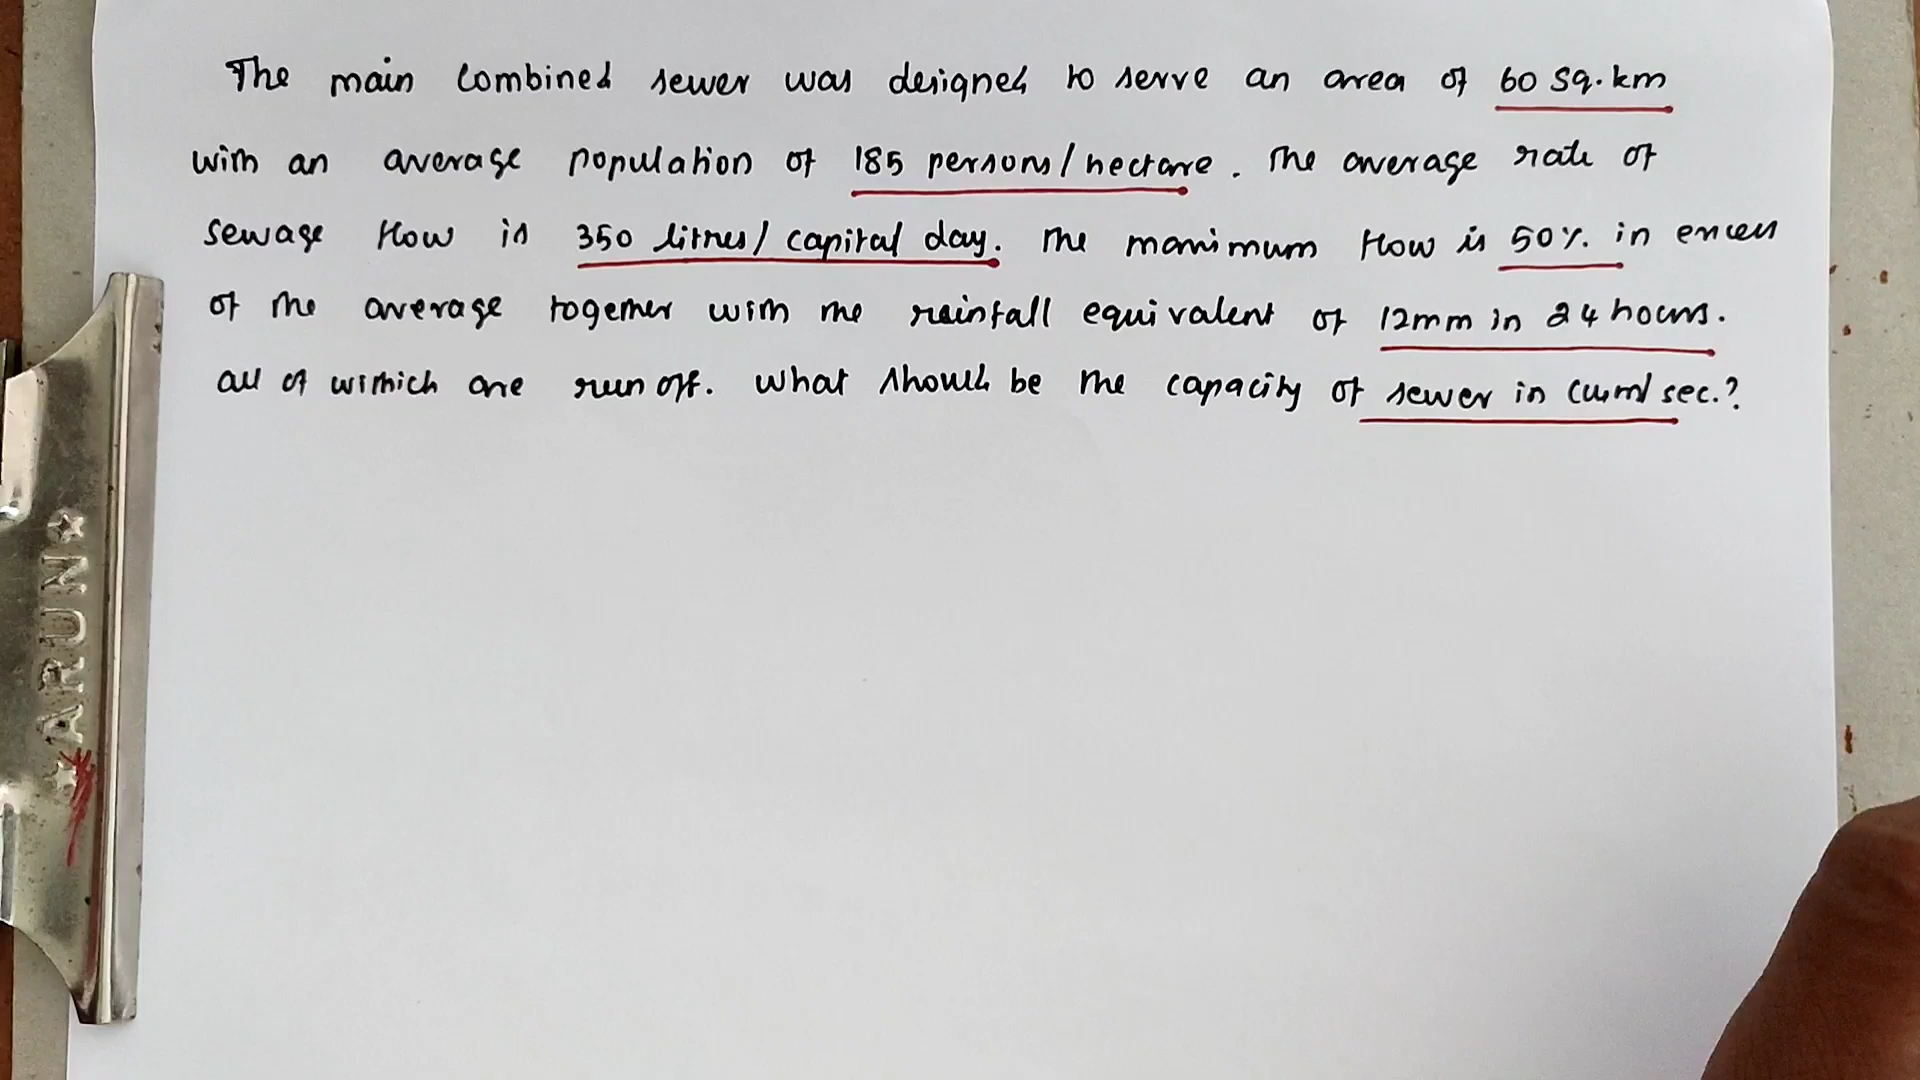 The main combined sewer was designed to serve an area of 60 sq.km
with an average population of 185 persons/hectare. The average rate of
sewage flow is 350 litres/capital day. The maximum flow is 50% in excess
of the average together with the rainfall equivalent of 12mm in 24 hours.
all of which are run off. What should be the capacity of sewer in cum/sec.?
ARUN